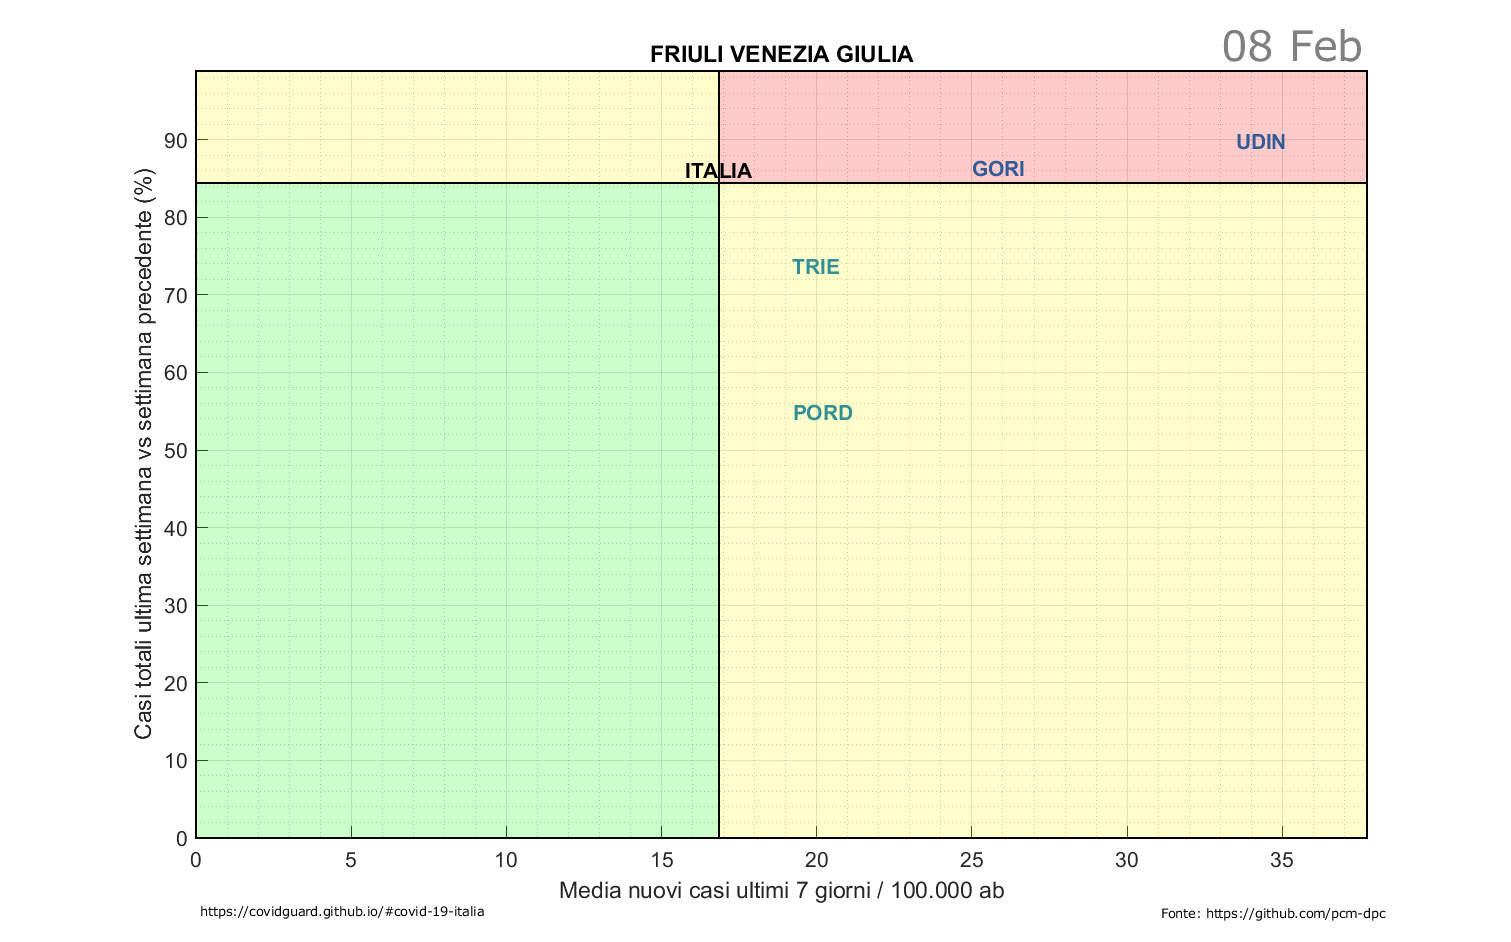 08 Feb
FRIULI VENEZIA GIULIA
90
80
70
60
50
40
30
20
10
0
Casi totali ultima settimana vs settimana precedente (%)
UDIN
GORI
ITALIA
TRIE
PORD
0 5 10 15 20 25 30 35
Media nuovi casi ultimi 7 giorni / 100.000 ab
https://covidguard.github.io/#covid-19-italia
Fonte: https://github.com/pcm-dpc